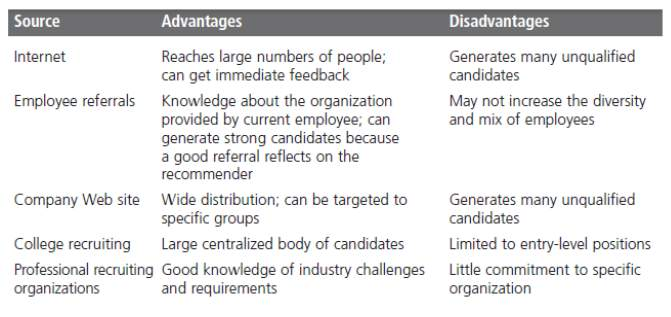 Source Advantages Disadvantages
Internet Reaches large numbers of people; Generates many unqualified
can get immediate feedback candidates
Employee referrals Knowledge about the organization May not increase the diversity
provided by current employee; can and mix of employees
generate strong candidates because
a good referral reflects on the
recommender
Company Web site Wide distribution; can be targeted to Generates many unqualified
specific groups candidates
College recruiting Large centralized body of candidates Limited to entry-level positions
Professional recruiting Good knowledge of industry challenges Little commitment to specific
organizations and requirements organization